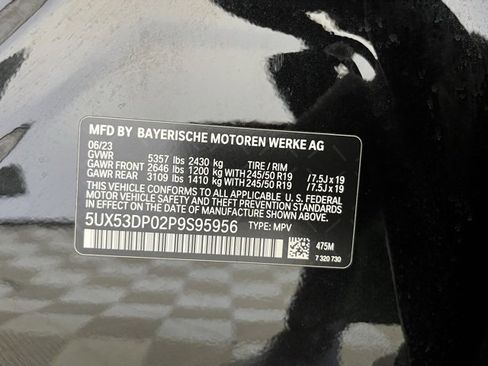 MFD BY BAYERISCHE MOTOREN WERKE AG
06/23
GVWR 5357 lbs 2430 kg TIRE / RIM
GAWR FRONT 2646 lbs 1200 kg WITH 245/50 R19 /7.5J x 19
GAWR REAR 3109 lbs 1410 kg WITH 245/50 R19 /7.5J x 19
THIS VEHICLE CONFORMS TO ALL APPLICABLE U.S. FEDERAL
MOTOR VEHICLE SAFETY, BUMPER, AND THEFT PREVENTION
STANDARDS IN EFFECT ON THE DATE OF MANUFACTURE SHOWN ABOVE.
5UX53DP02P9S95956 TYPE: MPV
475M
7 320 730